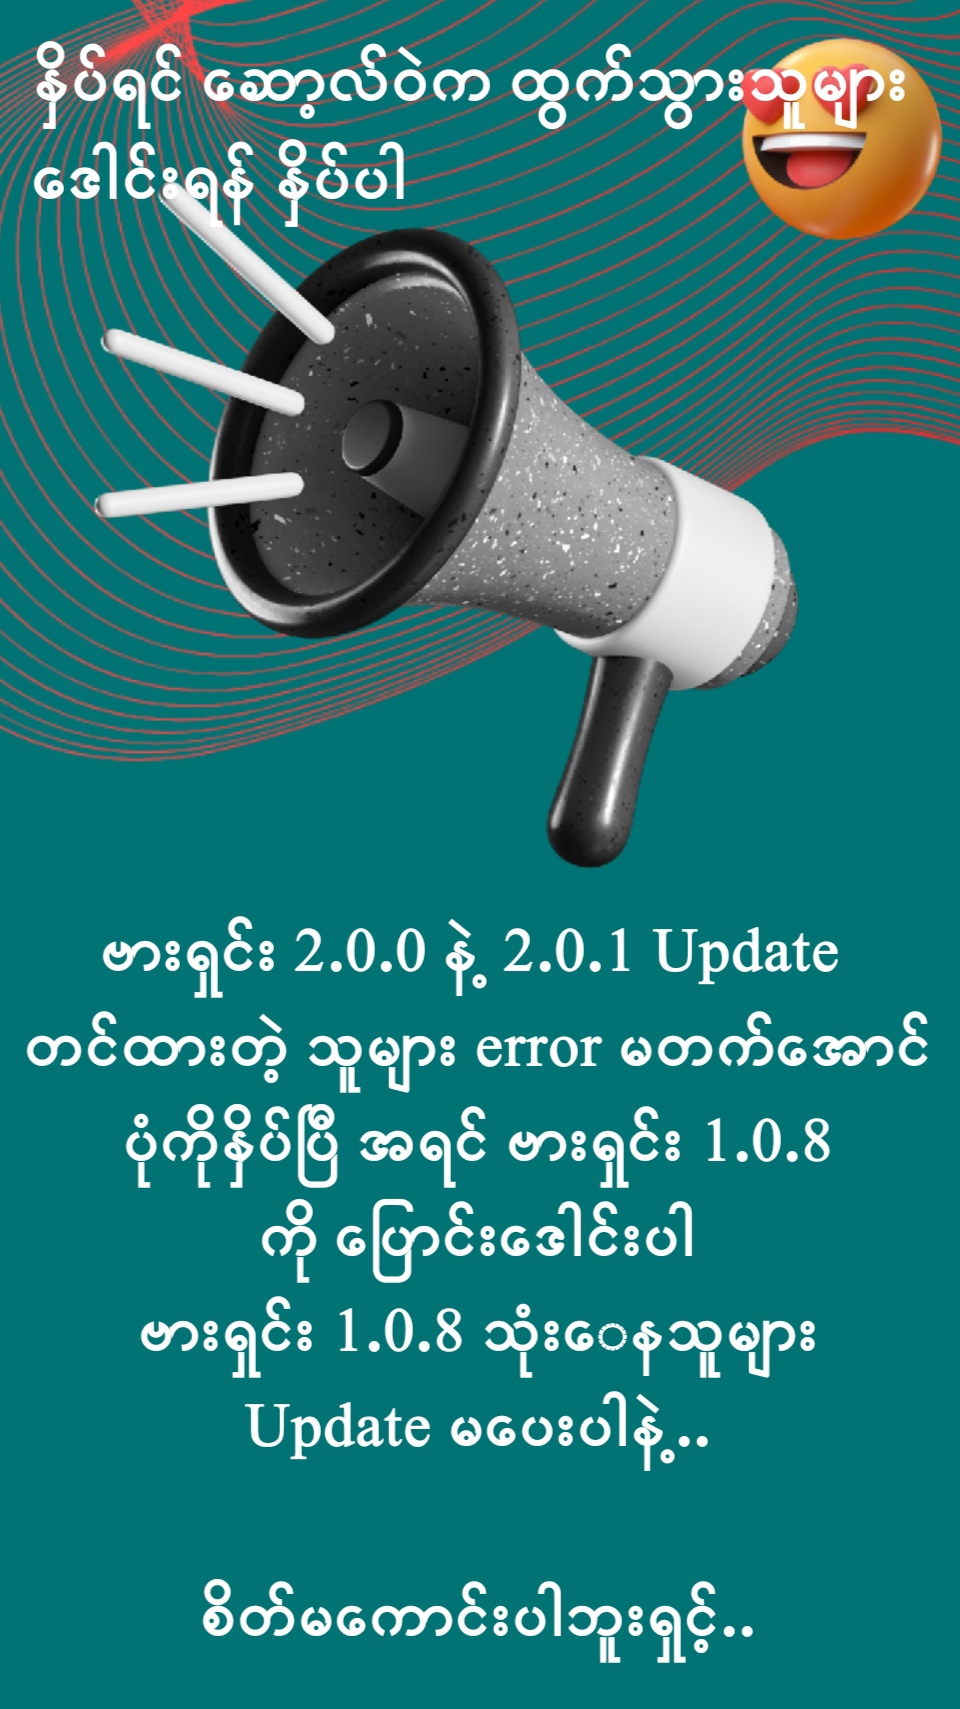 နှိပ်ရင် ဆော့လ်ဝဲက ထွက်သွားသူများ
ဒေါင်းရန် နှိပ်ပါ
ဗားရှင်း 2.0.0 နဲ့ 2.0.1 Update
တင်ထားတဲ့ သူများ error မတက်အောင်
ပုံကိုနှိပ်ပြီ အရင် ဗားရှင်း 1.0.8
ကို ပြောင်းဒေါင်းပါ
ဗားရှင်း 1.0.8 သုံးေနသူများ
Update မပေးပါနဲ့..
စိတ်မကောင်းပါဘူးရှင့်..